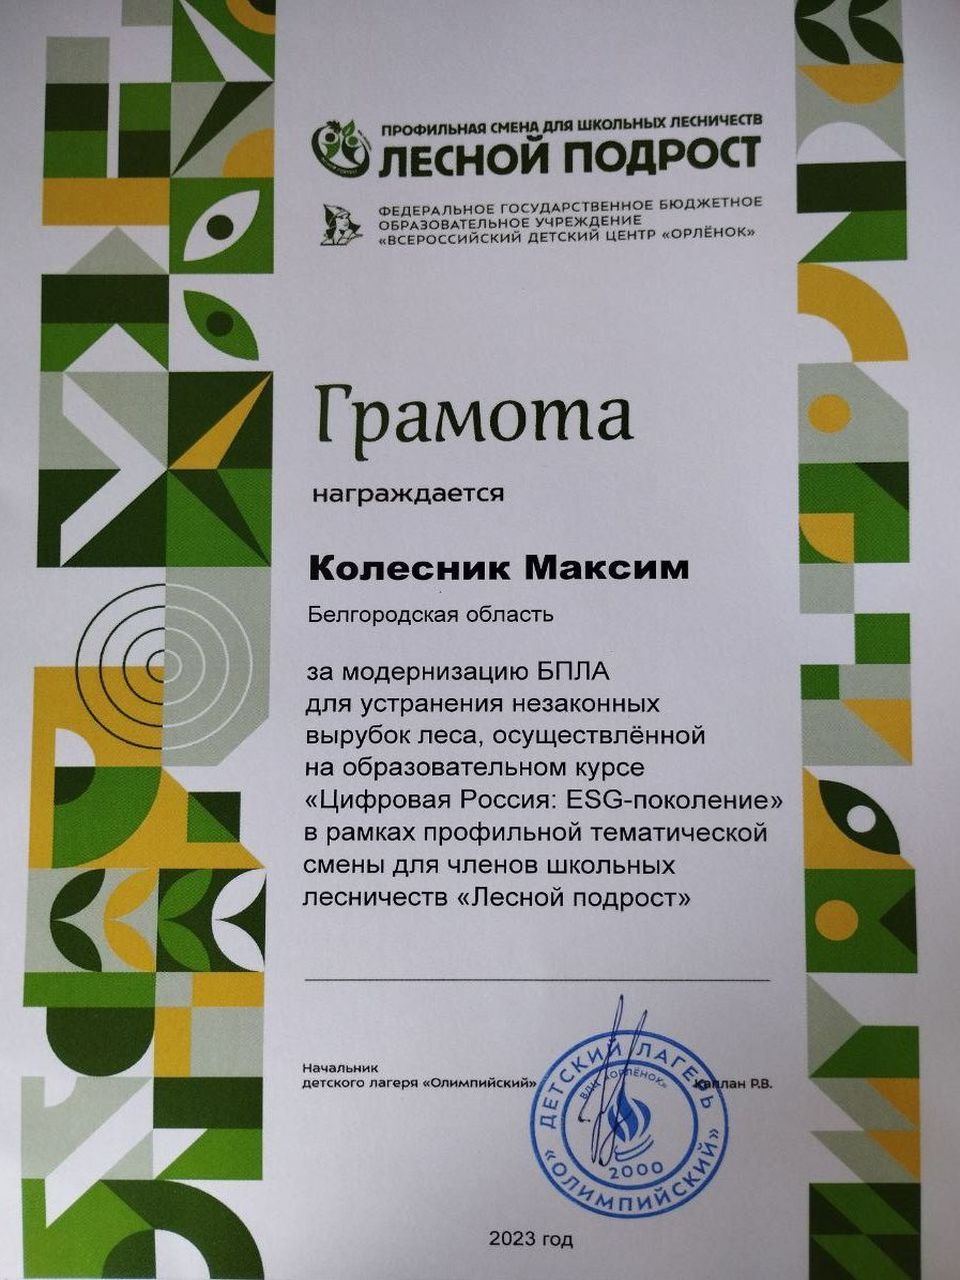 ПРОФИЛЬНАЯ СМЕНА ДЛЯ ШКОЛЬНЫХ ЛЕСНИЧЕСТВ
ЛЕСНОЙ ПОДРОСТ
ФЕДЕРАЛЬНОЕ ГОСУДАРСТВЕННОЕ БЮДЖЕТНОЕ
ОБРАЗОВАТЕЛЬНОЕ УЧРЕЖДЕНИЕ
«ВСЕРОССИЙСКИЙ ДЕТСКИЙ ЦЕНТР «ОРЛЁНОК»
Грамота
награждается
Колесник Максим
Белгородская область
за модернизацию БПЛА
для устранения незаконных
вырубок леса, осуществлённой
на образовательном курсе
«Цифровая Россия: ESG-поколение»
в рамках профильной тематической
смены для членов школьных
лесничеств «Лесной подрост»
Начальник
детского лагеря «Олимпийский»
Каплан Р.В.
ДЕТСКИЙ ЛАГЕРЬ
ВДЦ «ОРЛЁНОК»
2000
«ОЛИМПИЙСКИЙ»
2023 год